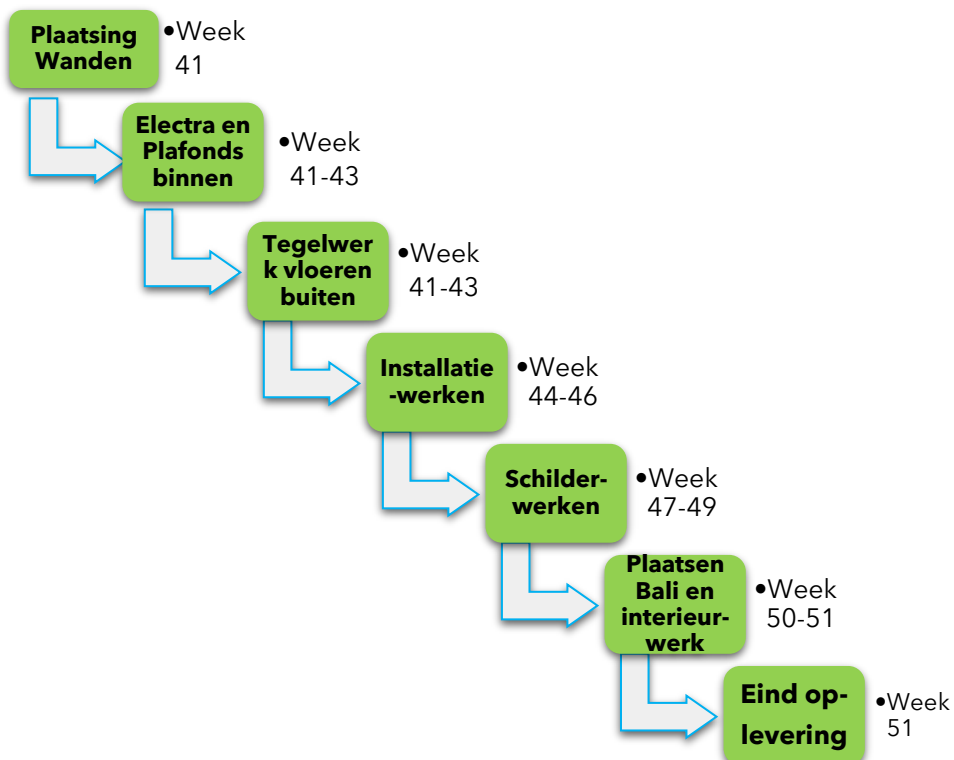 Plaatsing
Wanden
•Week
41
Electra en
Plafonds
binnen
•Week
41-43
Tegelwer
k vloeren
buiten
•Week
41-43
Installatie
-werken
•Week
44-46
Schilder-
werken
•Week
47-49
Plaatsen
Bali en
interieur-
werk
•Week
50-51
Eind op-
levering
•Week
51